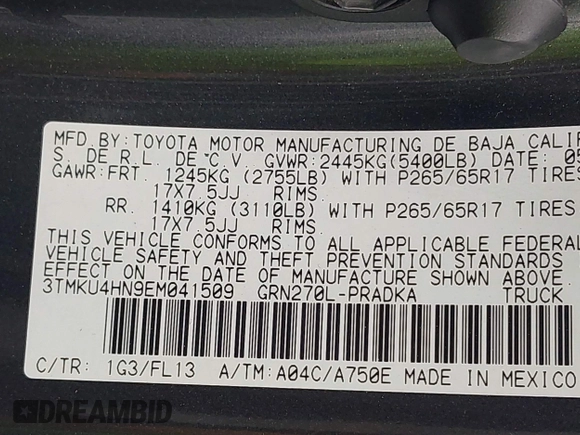 MFD.BY:TOYOTA MOTOR MANUFACTURING DE BAJA CALIF
S. DE R.L. DE C.V. GVWR:2445KG(5400LB) DATE: 05
GAWR:FRT. 1245KG (2755LB) WITH P265/65R17 TIRES
17X7.5JJ RIMS.
RR. 1410KG (3110LB) WITH P265/65R17 TIRES
17X7.5JJ RIMS.
THIS VEHICLE CONFORMS TO ALL APPLICABLE FEDERAL
VEHICLE SAFETY AND THEFT PREVENTION STANDARDS
EFFECT ON THE DATE OF MANUFACTURE SHOWN ABOVE
3TMKU4HN9EM041509 GRN270L-PRADKA TRUCK
C/TR: 1G3/FL13 A/TM:A04C/A750E MADE IN MEXICO
DREAMBID